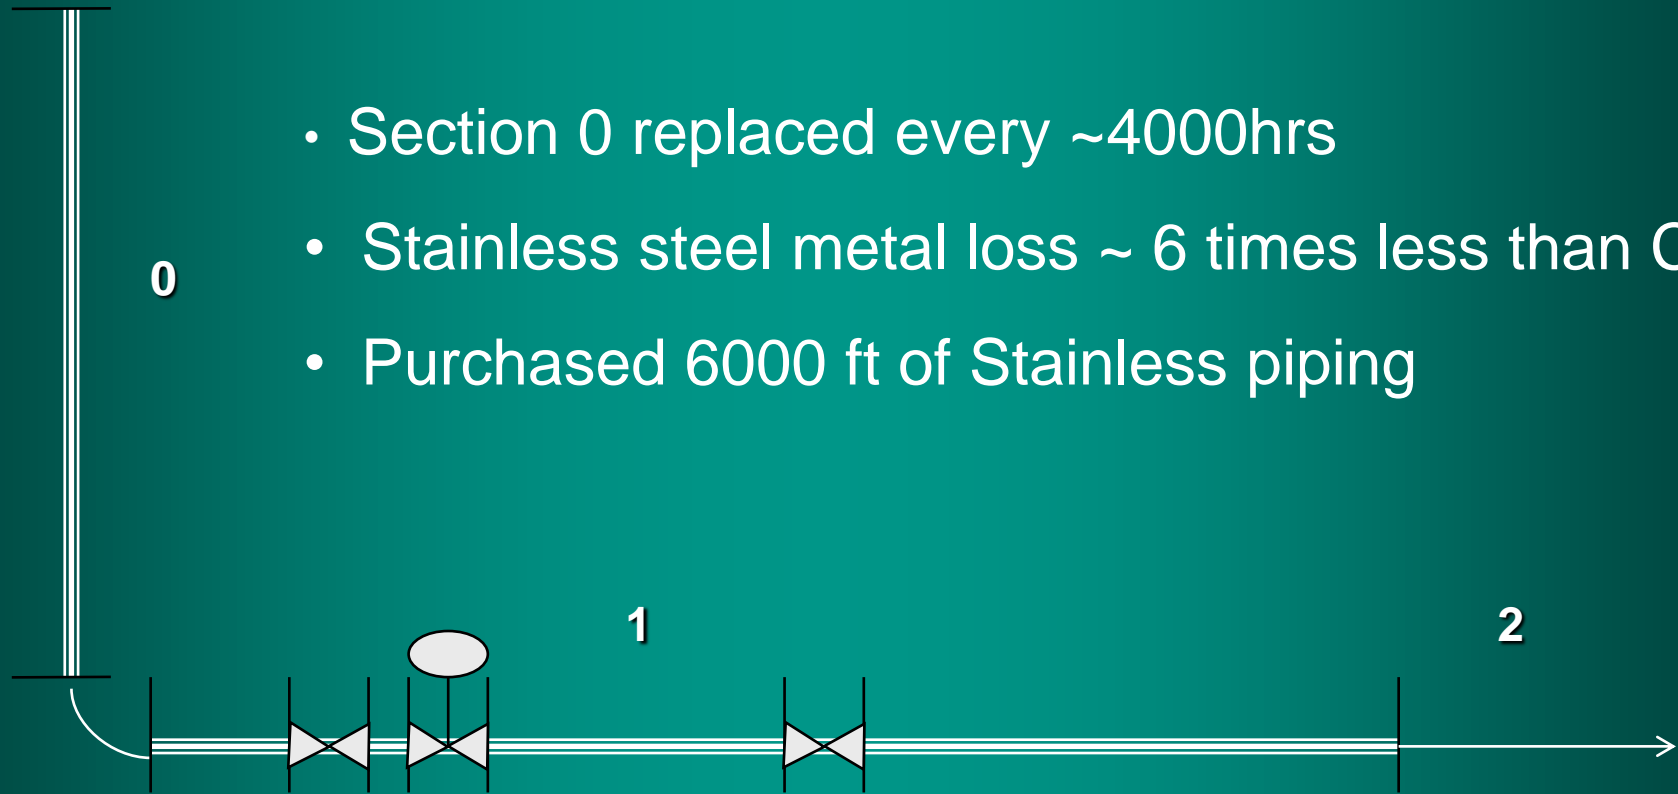 • Section 0 replaced every ~4000hrs
• Stainless steel metal loss ~ 6 times less than
• Purchased 6000 ft of Stainless piping
0
1
2